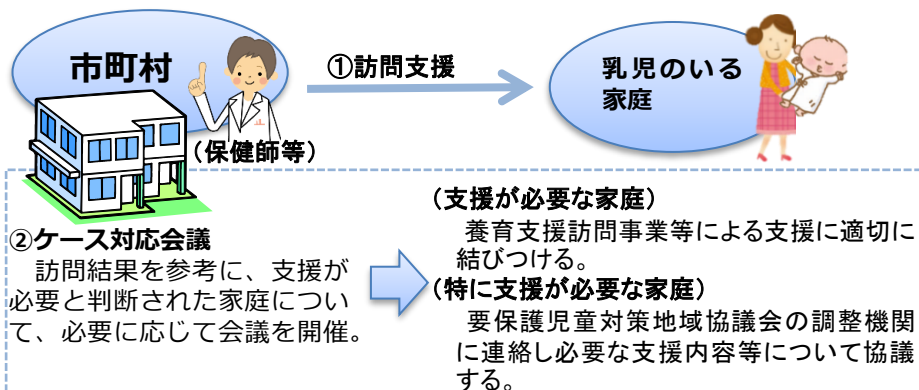 市町村
(保健師等)
①訪問支援
乳児のいる
家庭
②ケース対応会議
訪問結果を参考に、支援が
必要と判断された家庭につい
て、必要に応じて会議を開催。
(支援が必要な家庭)
養育支援訪問事業等による支援に適切に
結びつける。
(特に支援が必要な家庭)
要保護児童対策地域協議会の調整機関
に連絡し必要な支援内容等について協議
する。